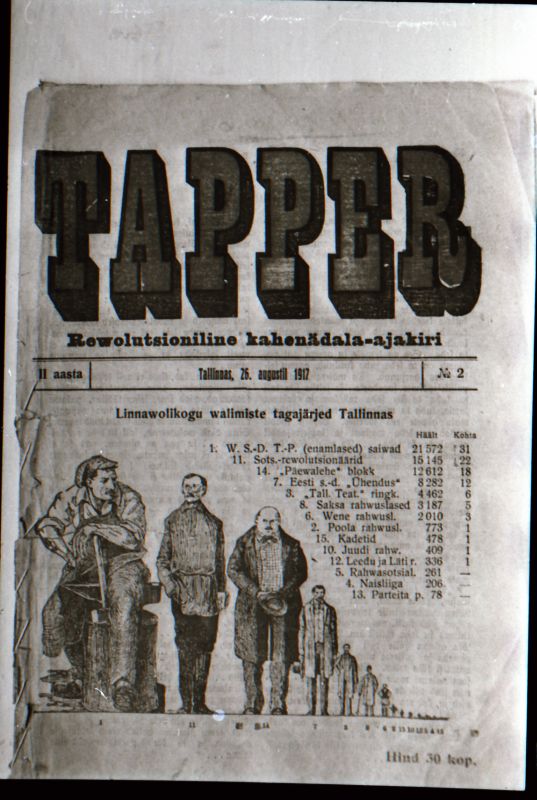 TAPPER
Rewolutsioniline kahenädala-ajakiri
II aasta Tallinnas, 26. augustil 1917 № 2
Linnawolikogu walimiste tagajärjed Tallinnas
Häält Kohta
1. W. S.-D. T.-P. (enamlased) saiwad 21 572 31
11. Sots.-rewolutsionäärid 15 145 22
14. „Päewalehe" blokk 12 612 18
7. Eesti s.-d. „Ühendus" 8 282 12
3. „Tall. Teat." ringk. 4 462 6
8. Saksa rahwuslased 3 187 5
6. Wene rahwusl. 2 010 3
2. Poola rahwusl. 773 1
15. Kadetid 478 1
10. Juudi rahw. 409 1
12. Leedu ja Läti r. 336 1
5. Rahwasotsial. 261 —
4. Naisliiga 206 —
13. Parteita p. 78 —
1 11 14 7
Hind 30 kop.